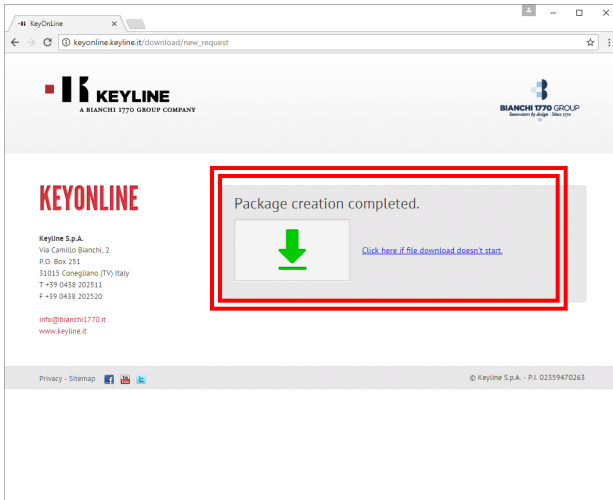 KeyOnLine
keyonline.keyline.it/download/new_request
KEYLINE
A BIANCHI 1770 GROUP COMPANY
BIANCHI 1770 GROUP
Innovators by design - Since 1770
KEYONLINE
Keyline S.p.A.
Via Camillo Bianchi, 2
P.O. Box 251
31015 Conegliano (TV) Italy
T +39 0438 202511
F +39 0438 202520
info@bianchi1770.it
www.keyline.it
Package creation completed.
Click here if file download doesn't start.
Privacy - Sitemap
© Keyline S.p.A. - P.I. 02359470263